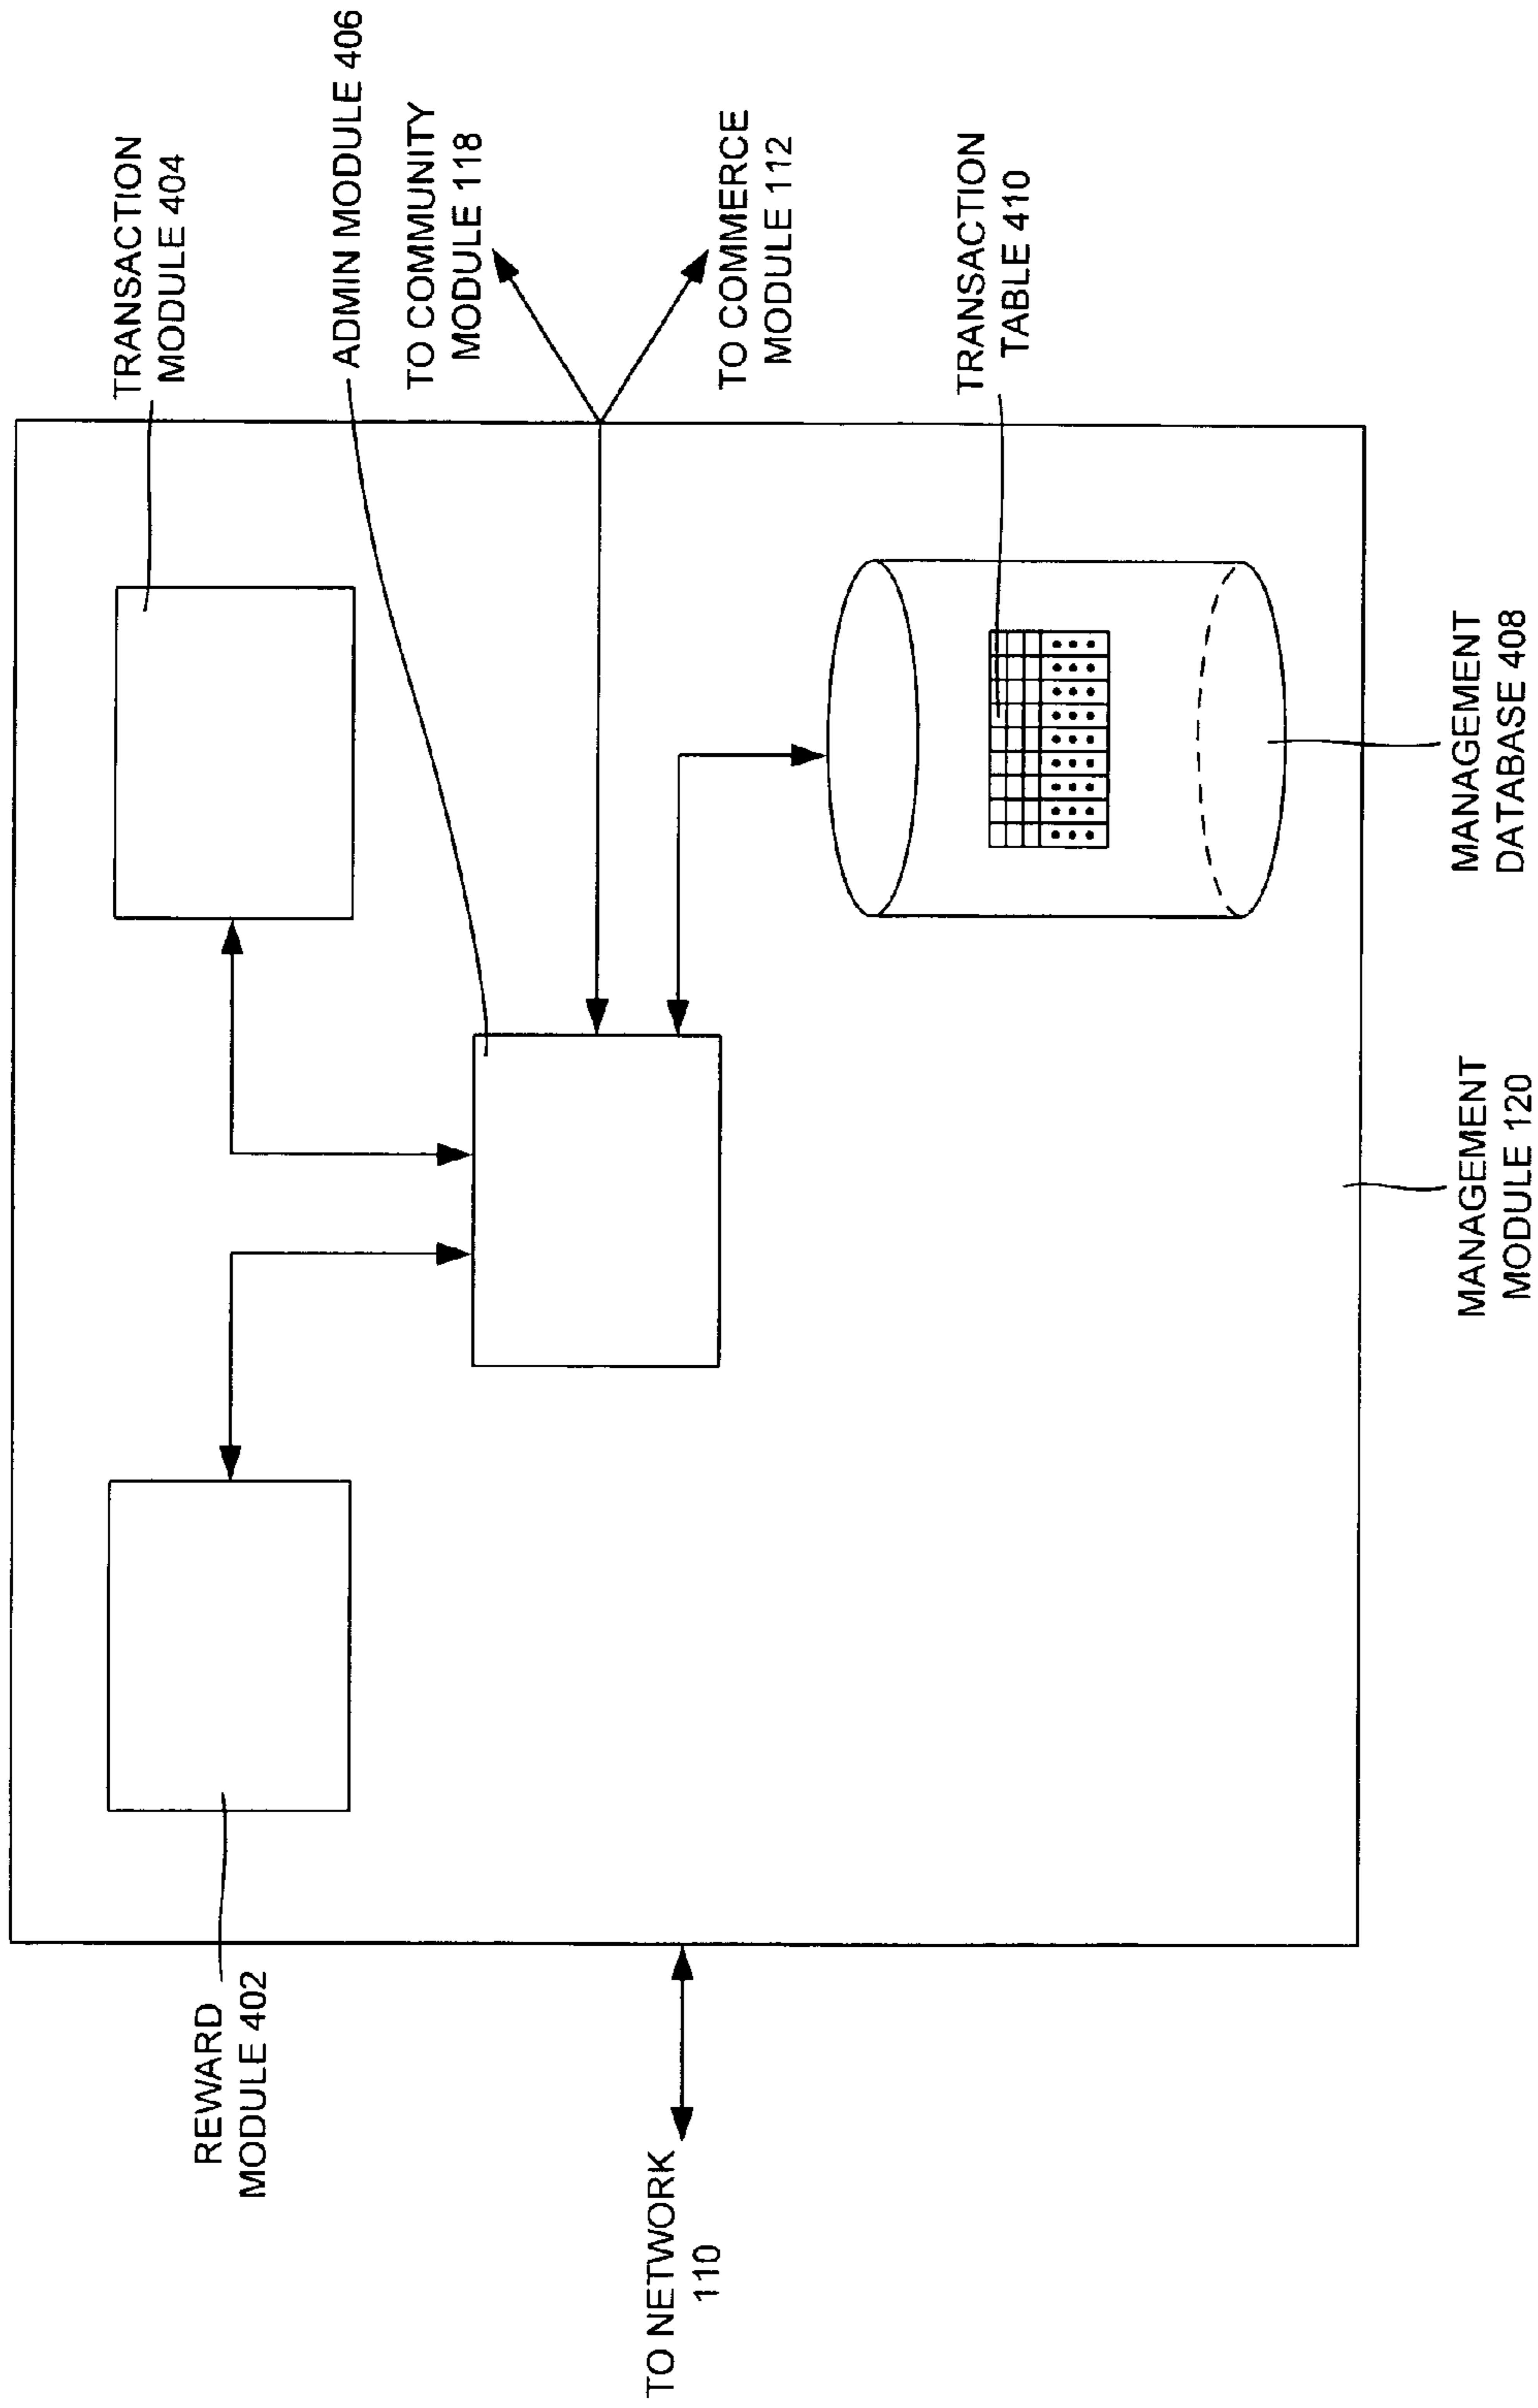 TRANSACTION
MODULE 404
ADMIN MODULE 406
TO COMMUNITY
MODULE 118
TO COMMERCE
MODULE 112
TRANSACTION
TABLE 410
MANAGEMENT
DATABASE 408
MANAGEMENT
MODULE 120
REWARD
MODULE 402
TO NETWORK
110